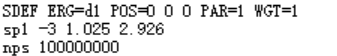 SDEF ERG=d1 POS=0 0 0 PAR=1 WGT=1
sp1 -3 1.025 2.926
nps 100000000